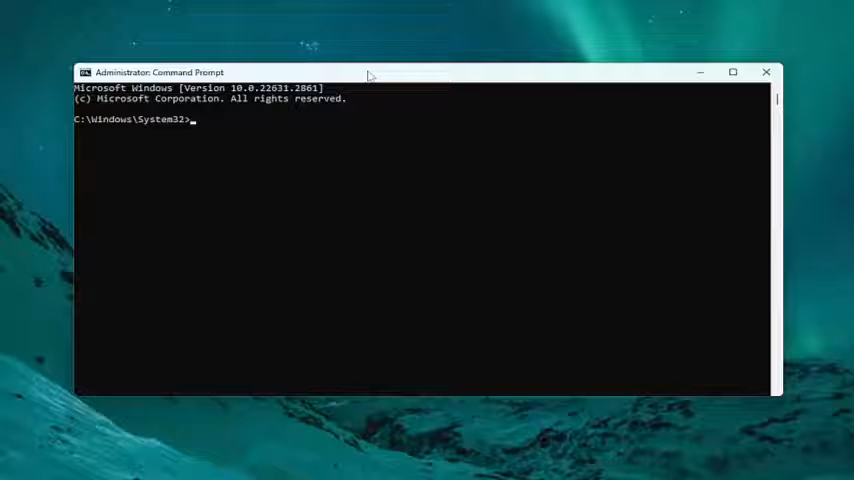 Administrator: Command Prompt
Microsoft Windows [Version 10.0.22631.2861]
(c) Microsoft Corporation. All rights reserved.
C:\Windows\System32>